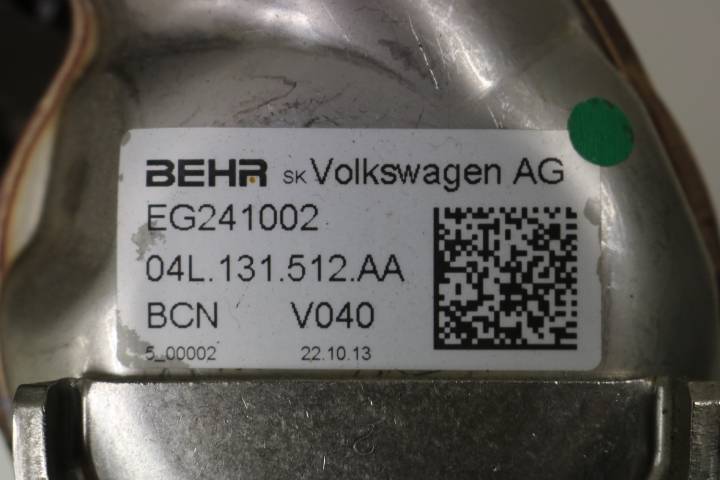 BEHR SK Volkswagen AG
EG241002
04L.131.512.AA
BCN V040
5_00002 22.10.13